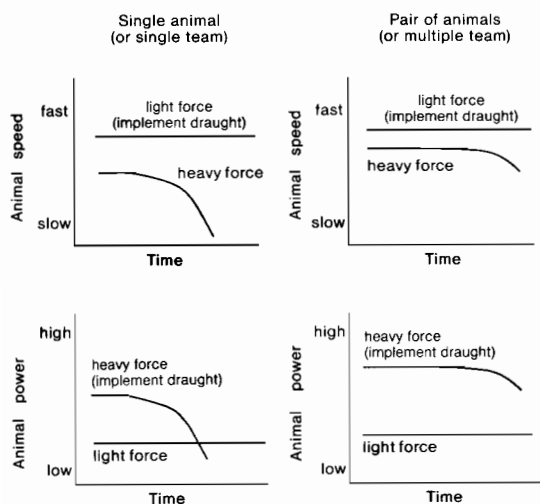 Single animal
(or single team)
Pair of animals
(or multiple team)
fast
light force
(implement draught)
heavy force
Animal speed
slow
Time
fast
light force
(implement draught)
heavy force
Animal speed
slow
Time
high
heavy force
(implement draught)
light force
Animal power
low
Time
high
heavy force
(implement draught)
light force
Animal power
low
Time